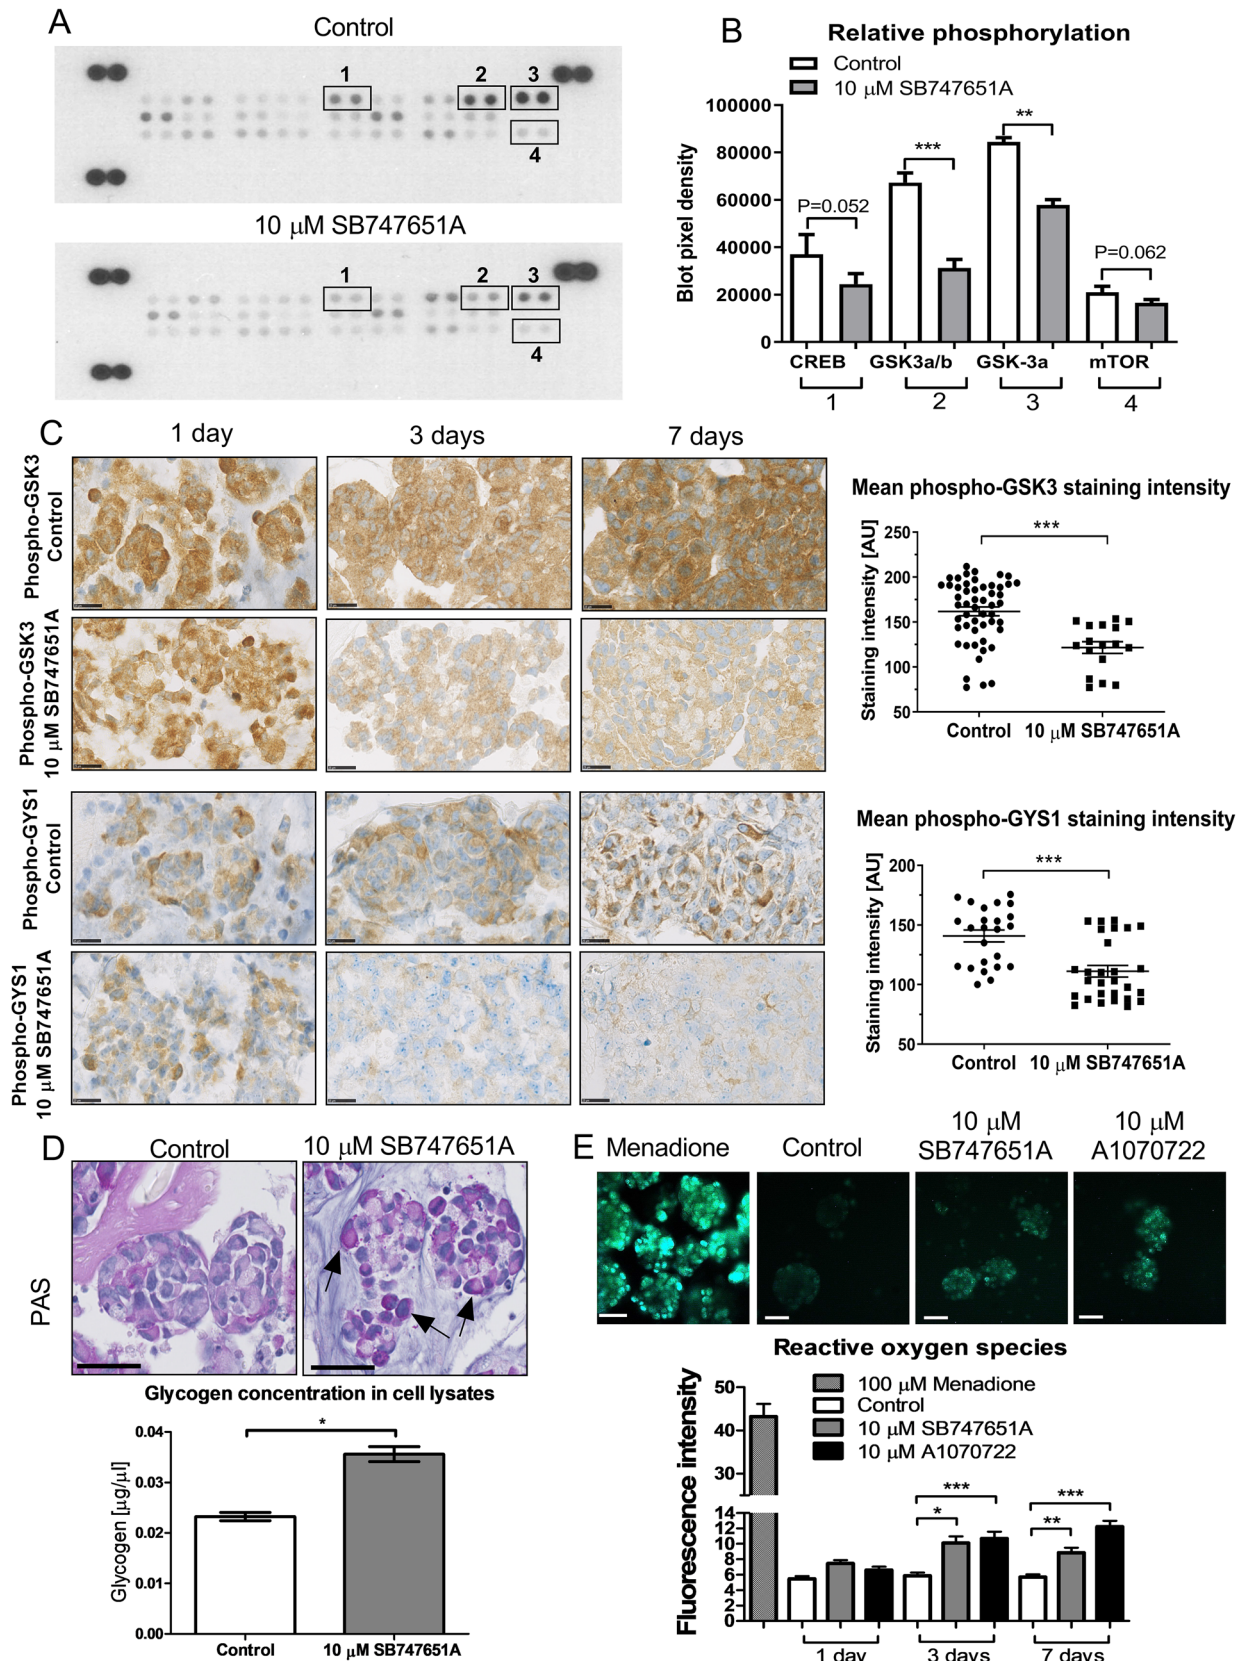 A
Control
1
2
3
4
10 μM SB747651A
1
2
3
4
B
Relative phosphorylation
Control
10 μM SB747651A
Blot pixel density
100000
80000
60000
40000
20000
0
P=0.052
***
**
P=0.062
CREB
GSK3a/b
GSK-3a
mTOR
1
2
3
4
C
1 day
3 days
7 days
Phospho-GSK3
Control
Phospho-GSK3
10 μM SB747651A
Phospho-GYS1
Control
Phospho-GYS1
10 μM SB747651A
Mean phospho-GSK3 staining intensity
***
Staining intensity [AU]
250
200
150
100
50
Control
10 μM SB747651A
Mean phospho-GYS1 staining intensity
***
Staining intensity [AU]
200
150
100
50
Control
10 μM SB747651A
D
Control
10 μM SB747651A
PAS
Glycogen concentration in cell lysates
*
Glycogen [μg/μl]
0.04
0.03
0.02
0.01
0.00
Control
10 μM SB747651A
E
Menadione
Control
10 μM
SB747651A
10 μM
A1070722
Reactive oxygen species
100 μM Menadione
Control
10 μM SB747651A
10 μM A1070722
Fluorescence intensity
50
40
30
14
12
10
8
6
4
2
0
***
*
***
**
1 day
3 days
7 days